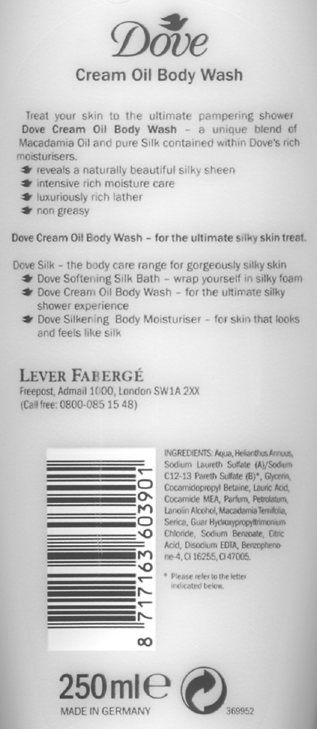 Dove
Cream Oil Body Wash
Treat your skin to the ultimate pampering shower
Dove Cream Oil Body Wash – a unique blend of
Macadamia Oil and pure Silk contained within Dove's rich
moisturisers.
reveals a naturally beautiful silky sheen
intensive rich moisture care
luxuriously rich lather
non greasy
Dove Cream Oil Body Wash – for the ultimate silky skin treat.
Dove Silk – the body care range for gorgeously silky skin
Dove Softening Silk Bath – wrap yourself in silky foam
Dove Cream Oil Body Wash – for the ultimate silky
shower experience
Dove Silkening Body Moisturiser – for skin that looks
and feels like silk
LEVER FABERGÉ
Freepost, Admail 1000, London SW1A 2XX
(Call free: 0800-085 15 48)
INGREDIENTS: Aqua, Helianthus Annuus,
Sodium Laureth Sulfate (A)/Sodium
C12-13 Pareth Sulfate (B)*, Glycerin,
Cocamidopropyl Betaine, Lauric Acid,
Cocamide MEA, Parfum, Petrolatum,
Lanolin Alcohol, Macadamia Ternifolia,
Serica, Guar Hydroxypropyltrimonium
Chloride, Sodium Benzoate, Citric
Acid, Disodium EDTA, Benzopheno-
ne-4, CI 16255, CI 47005.
* Please refer to the letter
indicated below.
8 717163 603901
250ml e
MADE IN GERMANY
369952